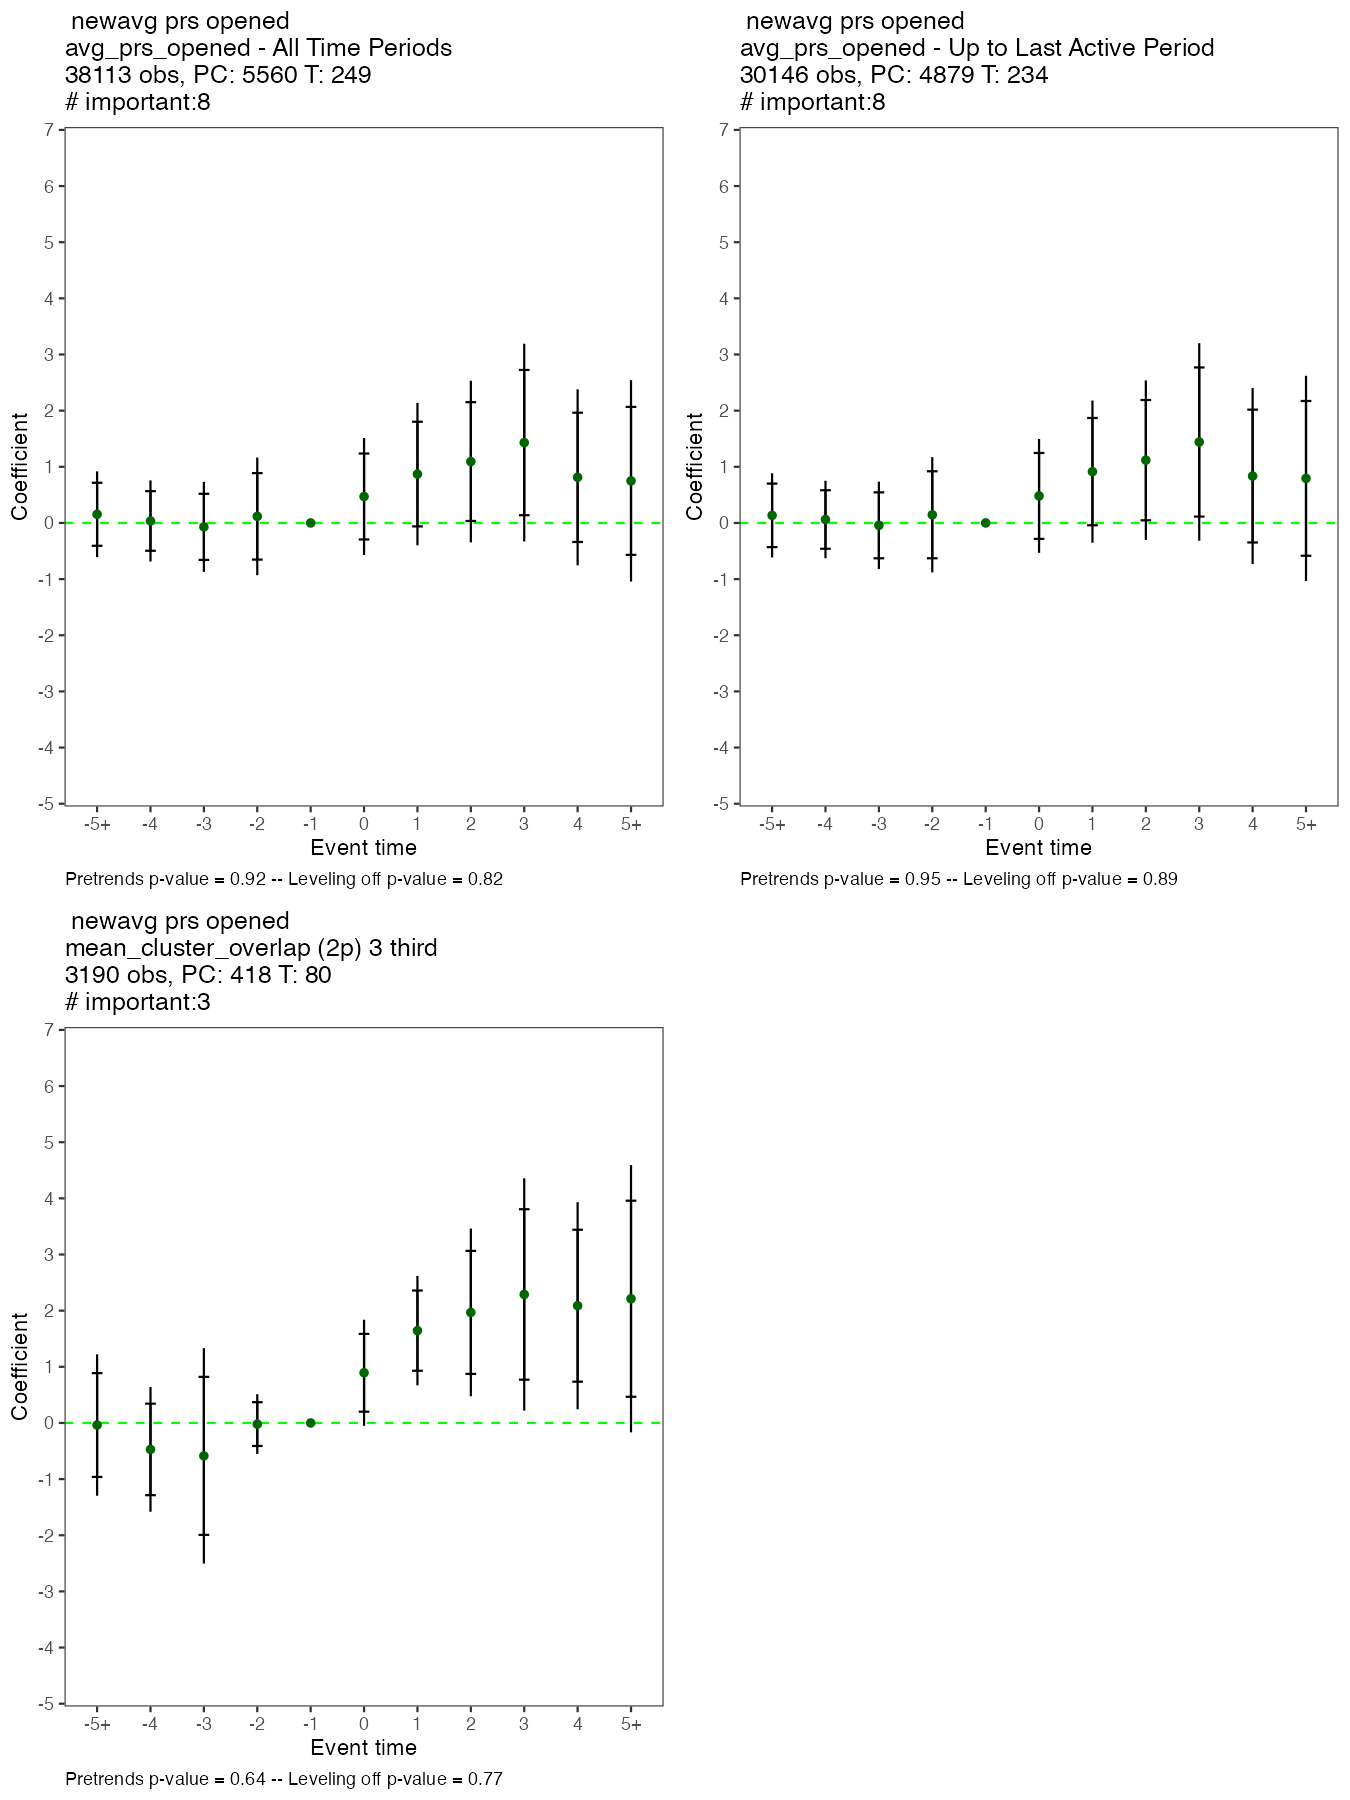 newavg prs opened
avg_prs_opened - All Time Periods
38113 obs, PC: 5560 T: 249
# important:8
7
6
5
4
3
2
1
0
-1
-2
-3
-4
-5
Coefficient
-5+ -4 -3 -2 -1 0 1 2 3 4 5+
Event time
Pretrends p-value = 0.92 -- Leveling off p-value = 0.82
newavg prs opened
avg_prs_opened - Up to Last Active Period
30146 obs, PC: 4879 T: 234
# important:8
7
6
5
4
3
2
1
0
-1
-2
-3
-4
-5
Coefficient
-5+ -4 -3 -2 -1 0 1 2 3 4 5+
Event time
Pretrends p-value = 0.95 -- Leveling off p-value = 0.89
newavg prs opened
mean_cluster_overlap (2p) 3 third
3190 obs, PC: 418 T: 80
# important:3
7
6
5
4
3
2
1
0
-1
-2
-3
-4
-5
Coefficient
-5+ -4 -3 -2 -1 0 1 2 3 4 5+
Event time
Pretrends p-value = 0.64 -- Leveling off p-value = 0.77